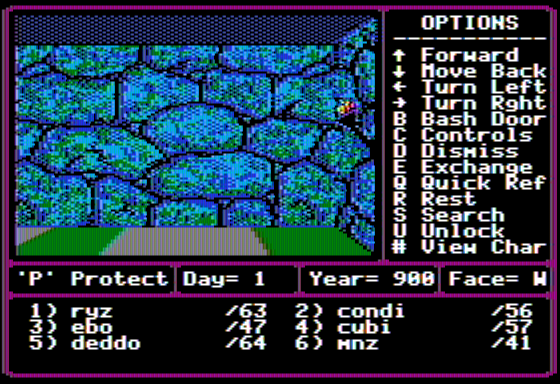 OPTIONS
------------
↑ Forward
↓ Move Back
← Turn Left
→ Turn Rght
B Bash Door
C Controls
D Dismiss
E Exchange
Q Quick Ref
R Rest
S Search
U Unlock
# View Char
'P' Protect Day= 1 Year= 900 Face= W
1) ryz /63 2) condi /56
3) ebo /47 4) cubi /57
5) deddo /64 6) mnz /41